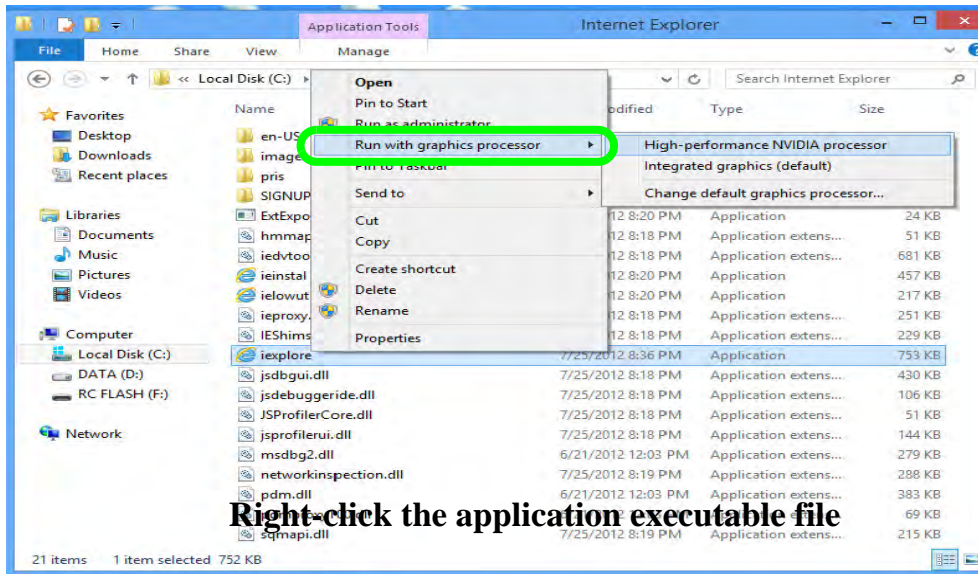 Application Tools
Internet Explorer
File Home Share View Manage
« Local Disk (C:)
Search Internet Explorer
Name
Type
Size
Favorites
Desktop
Downloads
Recent places
Libraries
Documents
Music
Pictures
Videos
Computer
Local Disk (C:)
DATA (D:)
RC FLASH (F:)
Network
Open
Pin to Start
Run as administrator
Run with graphics processor
Pin to Taskbar
Send to
Cut
Copy
Create shortcut
Delete
Rename
Properties
High-performance NVIDIA processor
Integrated graphics (default)
Change default graphics processor...
en-US
pris
SIGNUP
8:20 PM Application 24 KB
8:18 PM Application extens... 51 KB
8:18 PM Application extens... 681 KB
ieinstal 8:20 PM Application 457 KB
8:20 PM Application 217 KB
ieproxy. 8:18 PM Application extens... 251 KB
IEShims 8:18 PM Application extens... 229 KB
iexplore 7/25/2012 8:36 PM Application 753 KB
jsdbgui.dll 7/25/2012 8:18 PM Application extens... 430 KB
jsdebuggeride.dll 7/25/2012 8:18 PM Application extens... 106 KB
JSProfilerCore.dll 7/25/2012 8:18 PM Application extens... 51 KB
jsprofilerui.dll 7/25/2012 8:18 PM Application extens... 144 KB
msdbg2.dll 6/21/2012 12:03 PM Application extens... 279 KB
networkinspection.dll 7/25/2012 8:19 PM Application extens... 288 KB
pdm.dll 6/21/2012 12:03 PM Application extens... 383 KB
69 KB
Right-click the application executable file
sqmapi.dll 7/25/2012 8:19 PM Application extens... 215 KB
21 items 1 item selected 752 KB